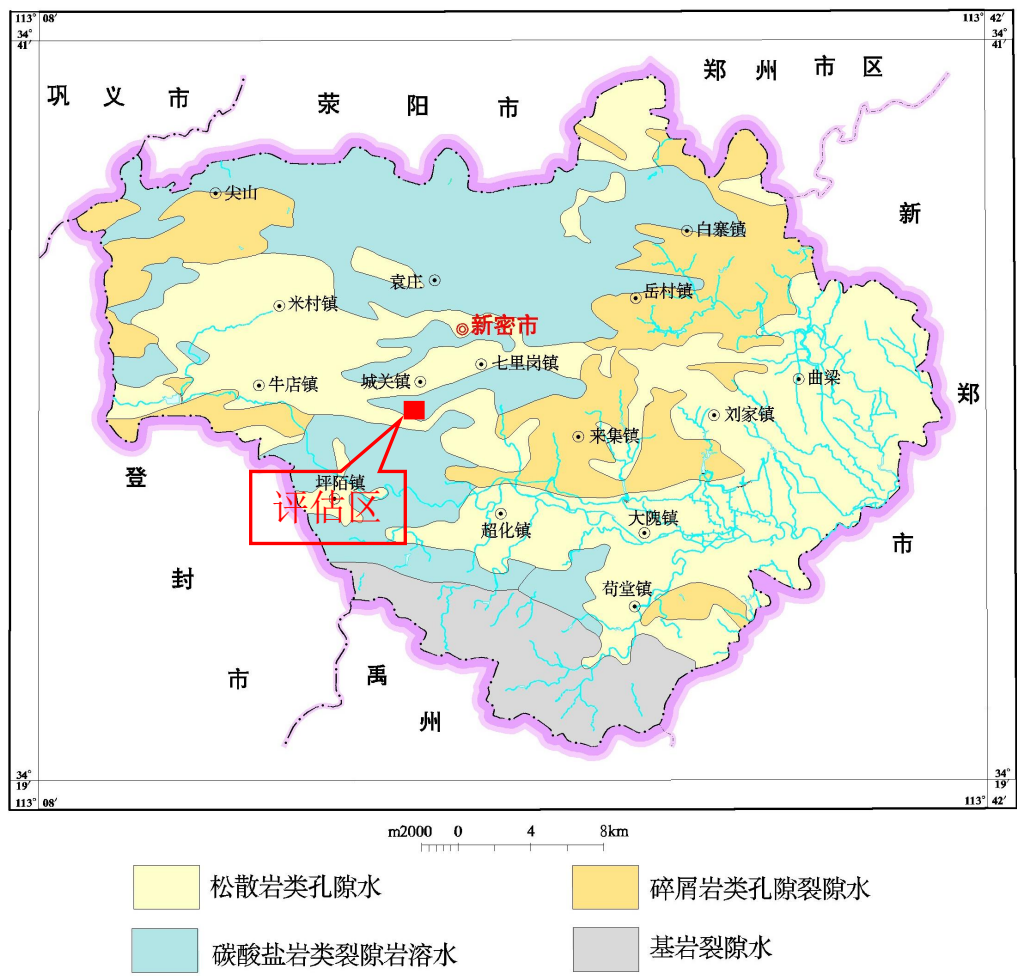 113° 08′
113° 42′
34°
41′
34°
41′
郑州市区
巩义市
荥阳市
尖山
新
白寨镇
袁庄
岳村镇
米村镇
新密市
七里岗镇
城关镇
牛店镇
曲梁
郑
刘家镇
来集镇
登
坪陌镇
评估区
超化镇
大隗镇
市
封
苟堂镇
市
禹
州
34°
19′
34°
19′
113° 08′
113° 42′
m2000 0 4 8km
松散岩类孔隙水
碎屑岩类孔隙裂隙水
碳酸盐岩类裂隙岩溶水
基岩裂隙水